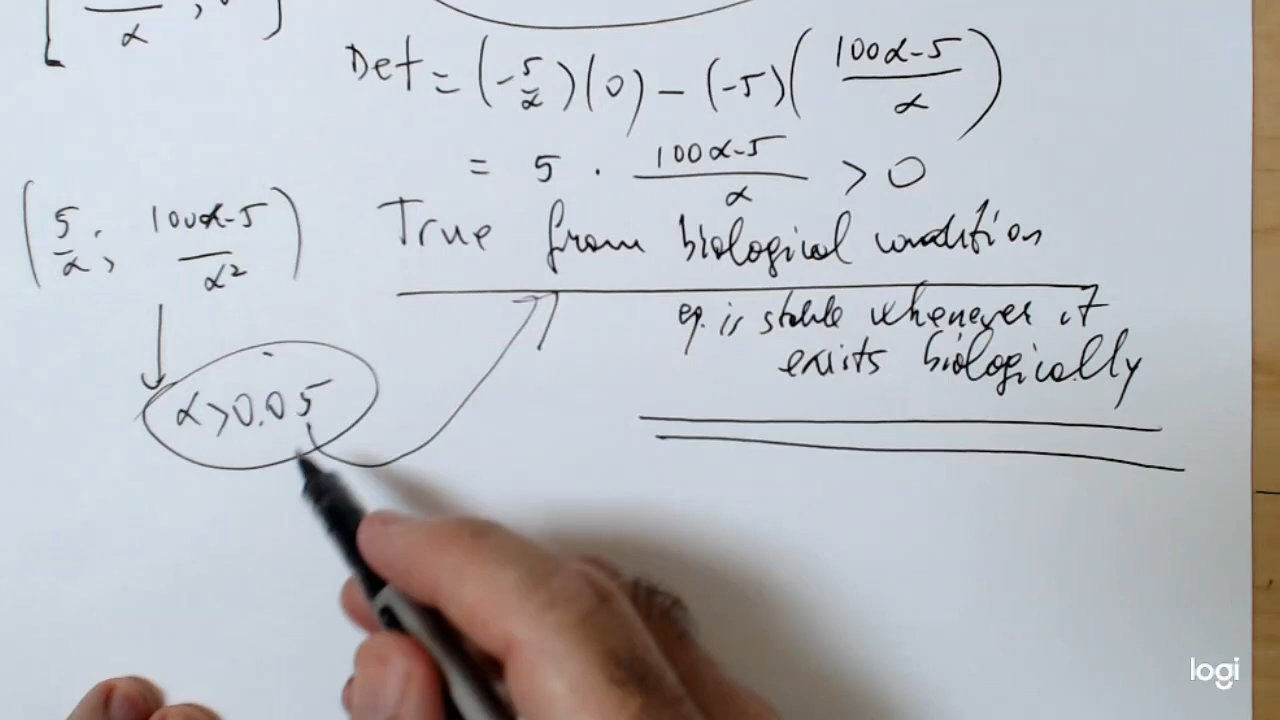 α
Det = (-5/α)(0) - (-5)((100α-5)/α)
= 5 · (100α-5)/α > 0
(5/α ; (100α-5)/α²)
True from biological condition
eq. is stable whenever it
exists biologically
α>0.05
logi